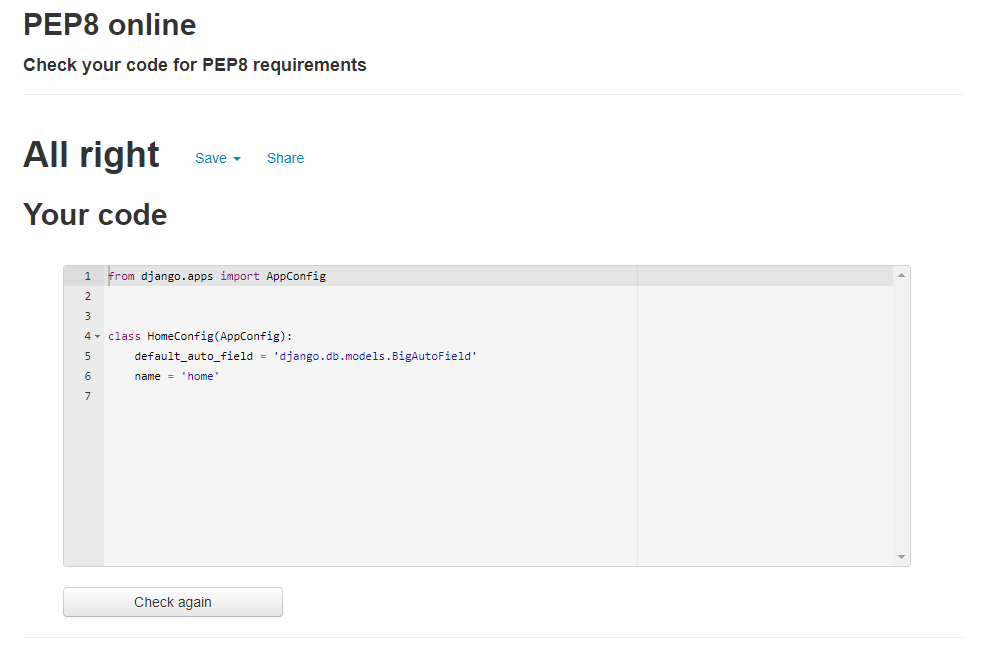 PEP8 online
Check your code for PEP8 requirements
All right Save Share
Your code
1 from django.apps import AppConfig
2
3
4 class HomeConfig(AppConfig):
5     default_auto_field = 'django.db.models.BigAutoField'
6     name = 'home'
7
Check again